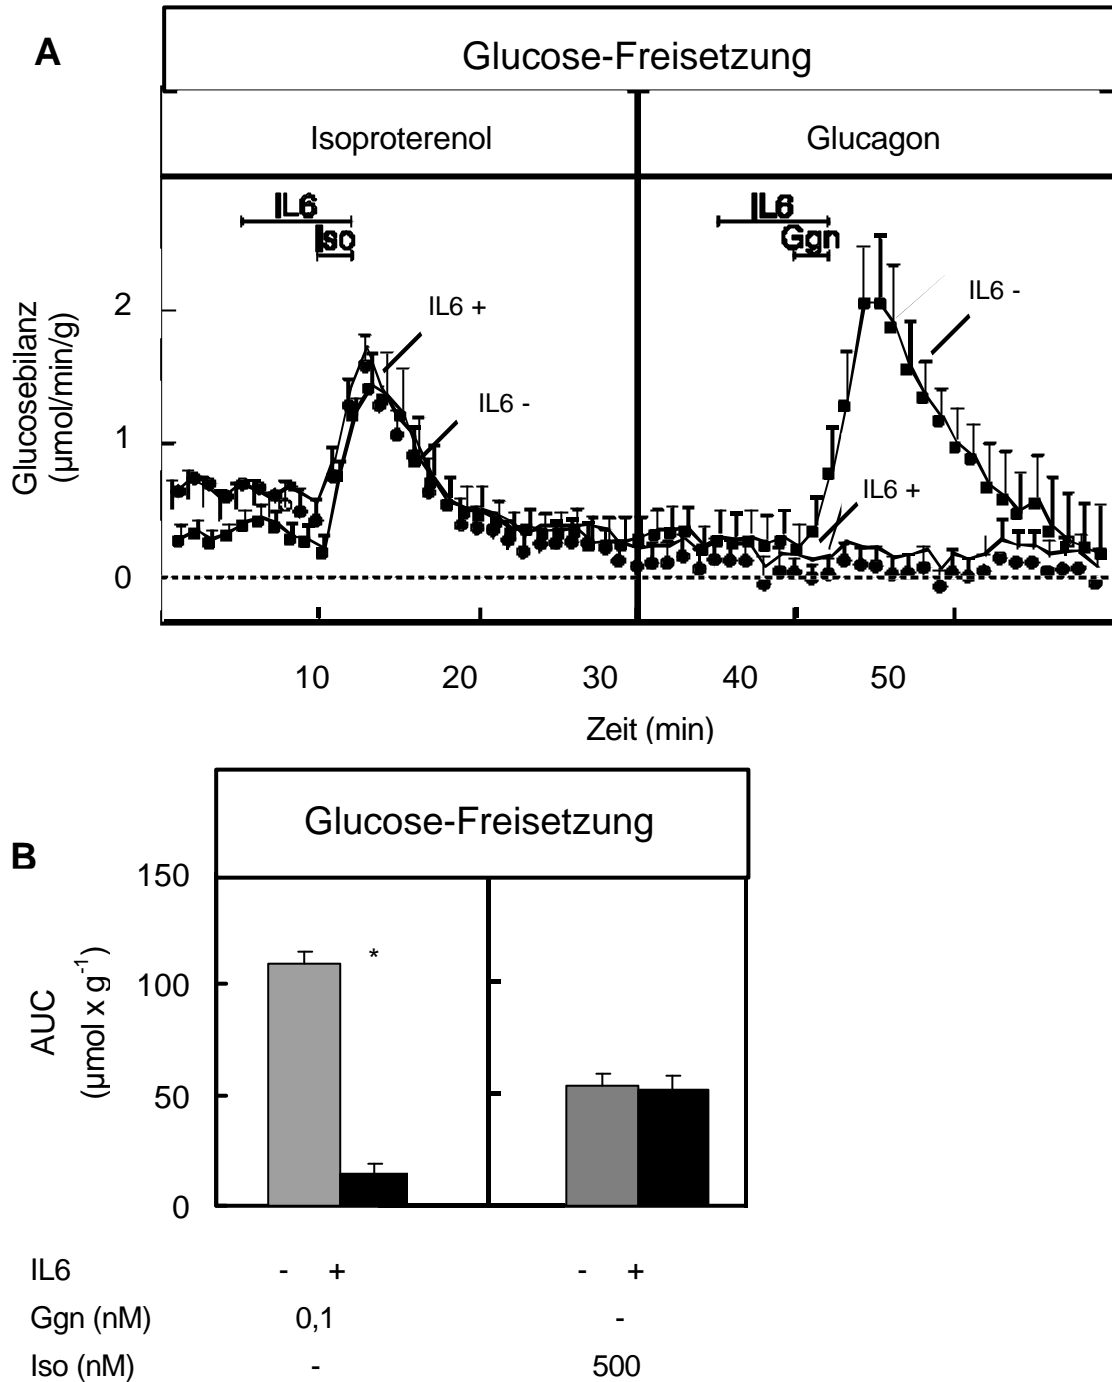 A
Glucose-Freisetzung
Isoproterenol Glucagon
IL6 IL6
Iso Ggn
IL6 -
IL6 +
IL6 -
IL6 +
Glucosebilanz
(µmol/min/g)
2
1
0
10 20 30 40 50
Zeit (min)
Glucose-Freisetzung
B
150
*
100
50
0
AUC
(µmol x g-1)
IL6 - + - +
Ggn (nM) 0,1 -
Iso (nM) - 500